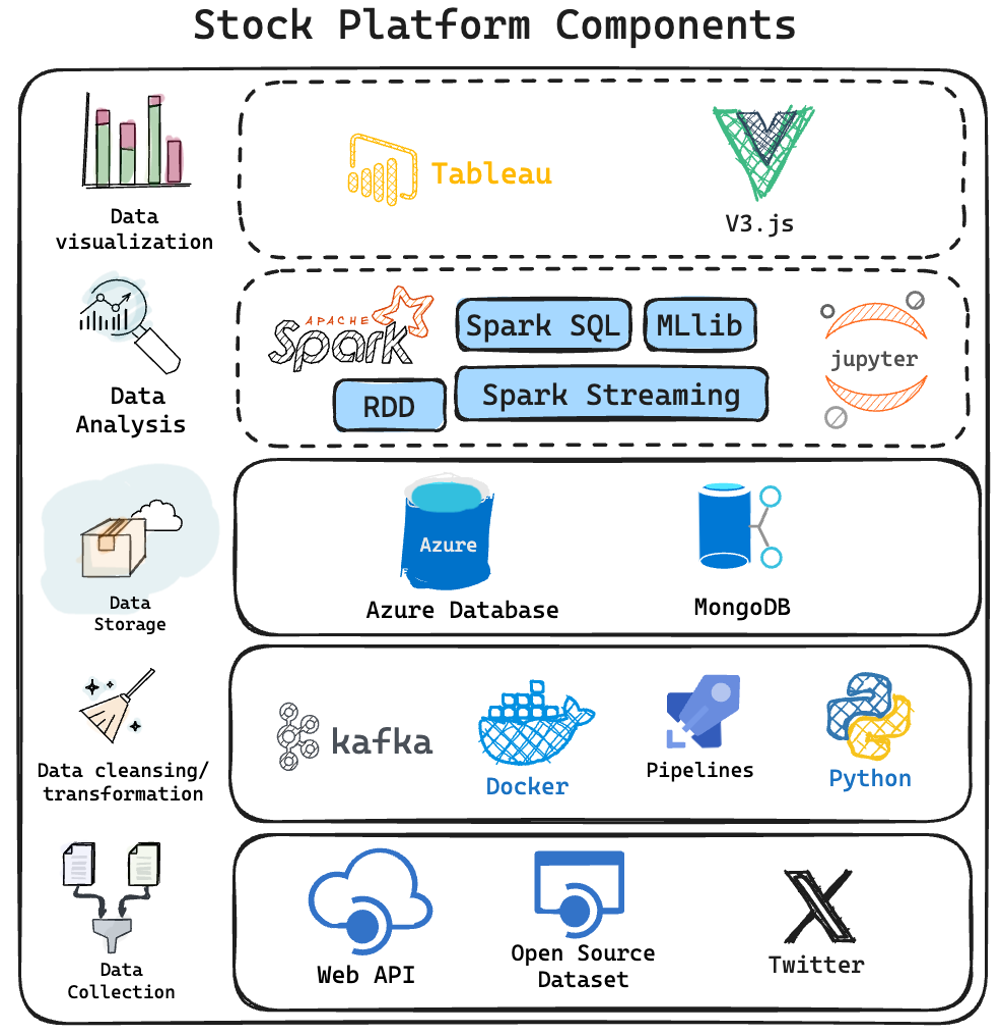 Stock Platform Components
Data
visualization
Tableau
V3.js
Data
Analysis
APACHE
Spark
Spark SQL
MLlib
RDD
Spark Streaming
jupyter
Data
Storage
Azure
Azure Database
MongoDB
Data cleansing/
transformation
kafka
Docker
Pipelines
Python
Data
Collection
Web API
Open Source
Dataset
Twitter